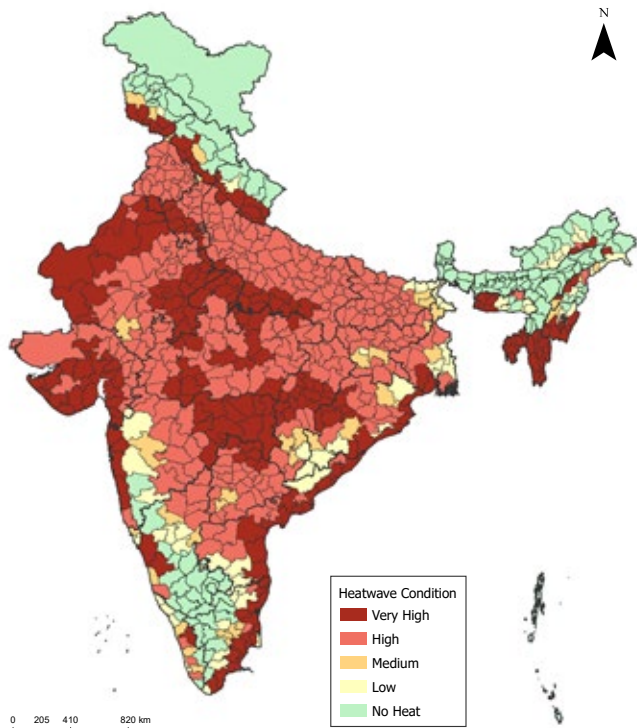 N
Heatwave Condition
Very High
High
Medium
Low
No Heat
0 205 410 820 km